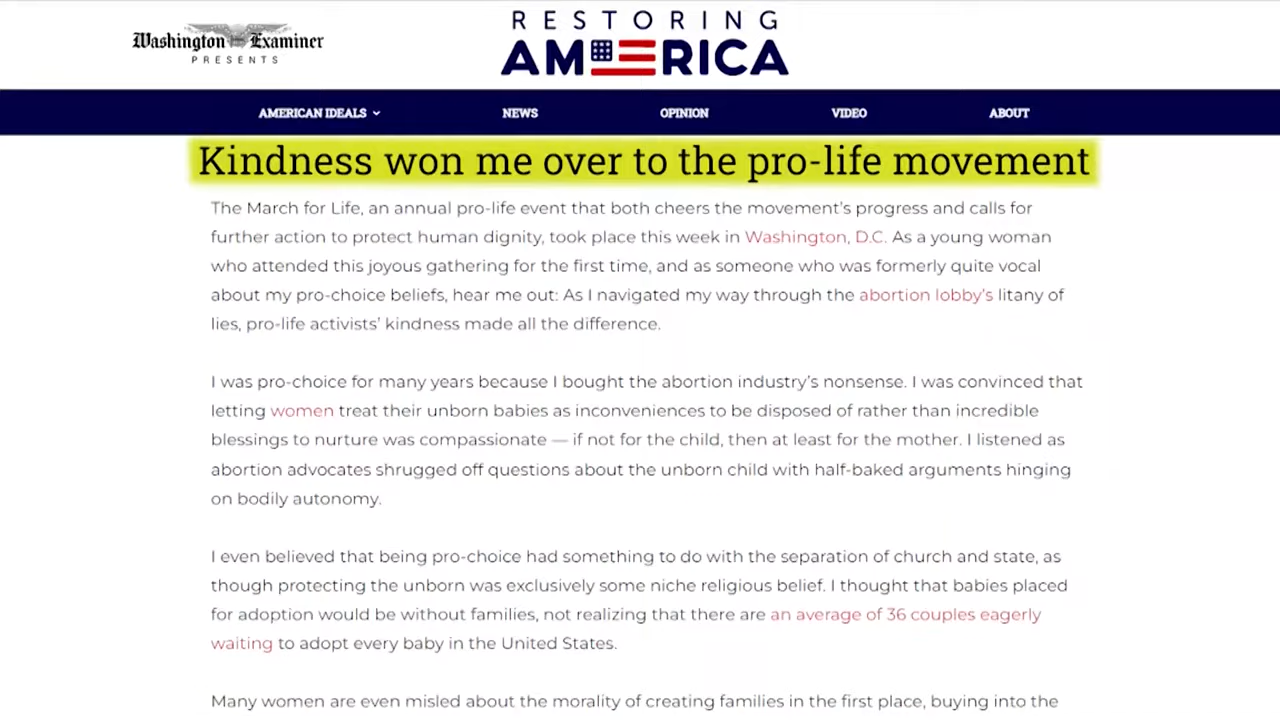 Washington Examiner
PRESENTS
RESTORING
AMERICA
AMERICAN IDEALS
NEWS
OPINION
VIDEO
ABOUT
Kindness won me over to the pro-life movement
The March for Life, an annual pro-life event that both cheers the movement's progress and calls for
further action to protect human dignity, took place this week in Washington, D.C. As a young woman
who attended this joyous gathering for the first time, and as someone who was formerly quite vocal
about my pro-choice beliefs, hear me out: As I navigated my way through the abortion lobby's litany of
lies, pro-life activists' kindness made all the difference.
I was pro-choice for many years because I bought the abortion industry's nonsense. I was convinced that
letting women treat their unborn babies as inconveniences to be disposed of rather than incredible
blessings to nurture was compassionate — if not for the child, then at least for the mother. I listened as
abortion advocates shrugged off questions about the unborn child with half-baked arguments hinging
on bodily autonomy.
I even believed that being pro-choice had something to do with the separation of church and state, as
though protecting the unborn was exclusively some niche religious belief. I thought that babies placed
for adoption would be without families, not realizing that there are an average of 36 couples eagerly
waiting to adopt every baby in the United States.
Many women are even misled about the morality of creating families in the first place, buying into the